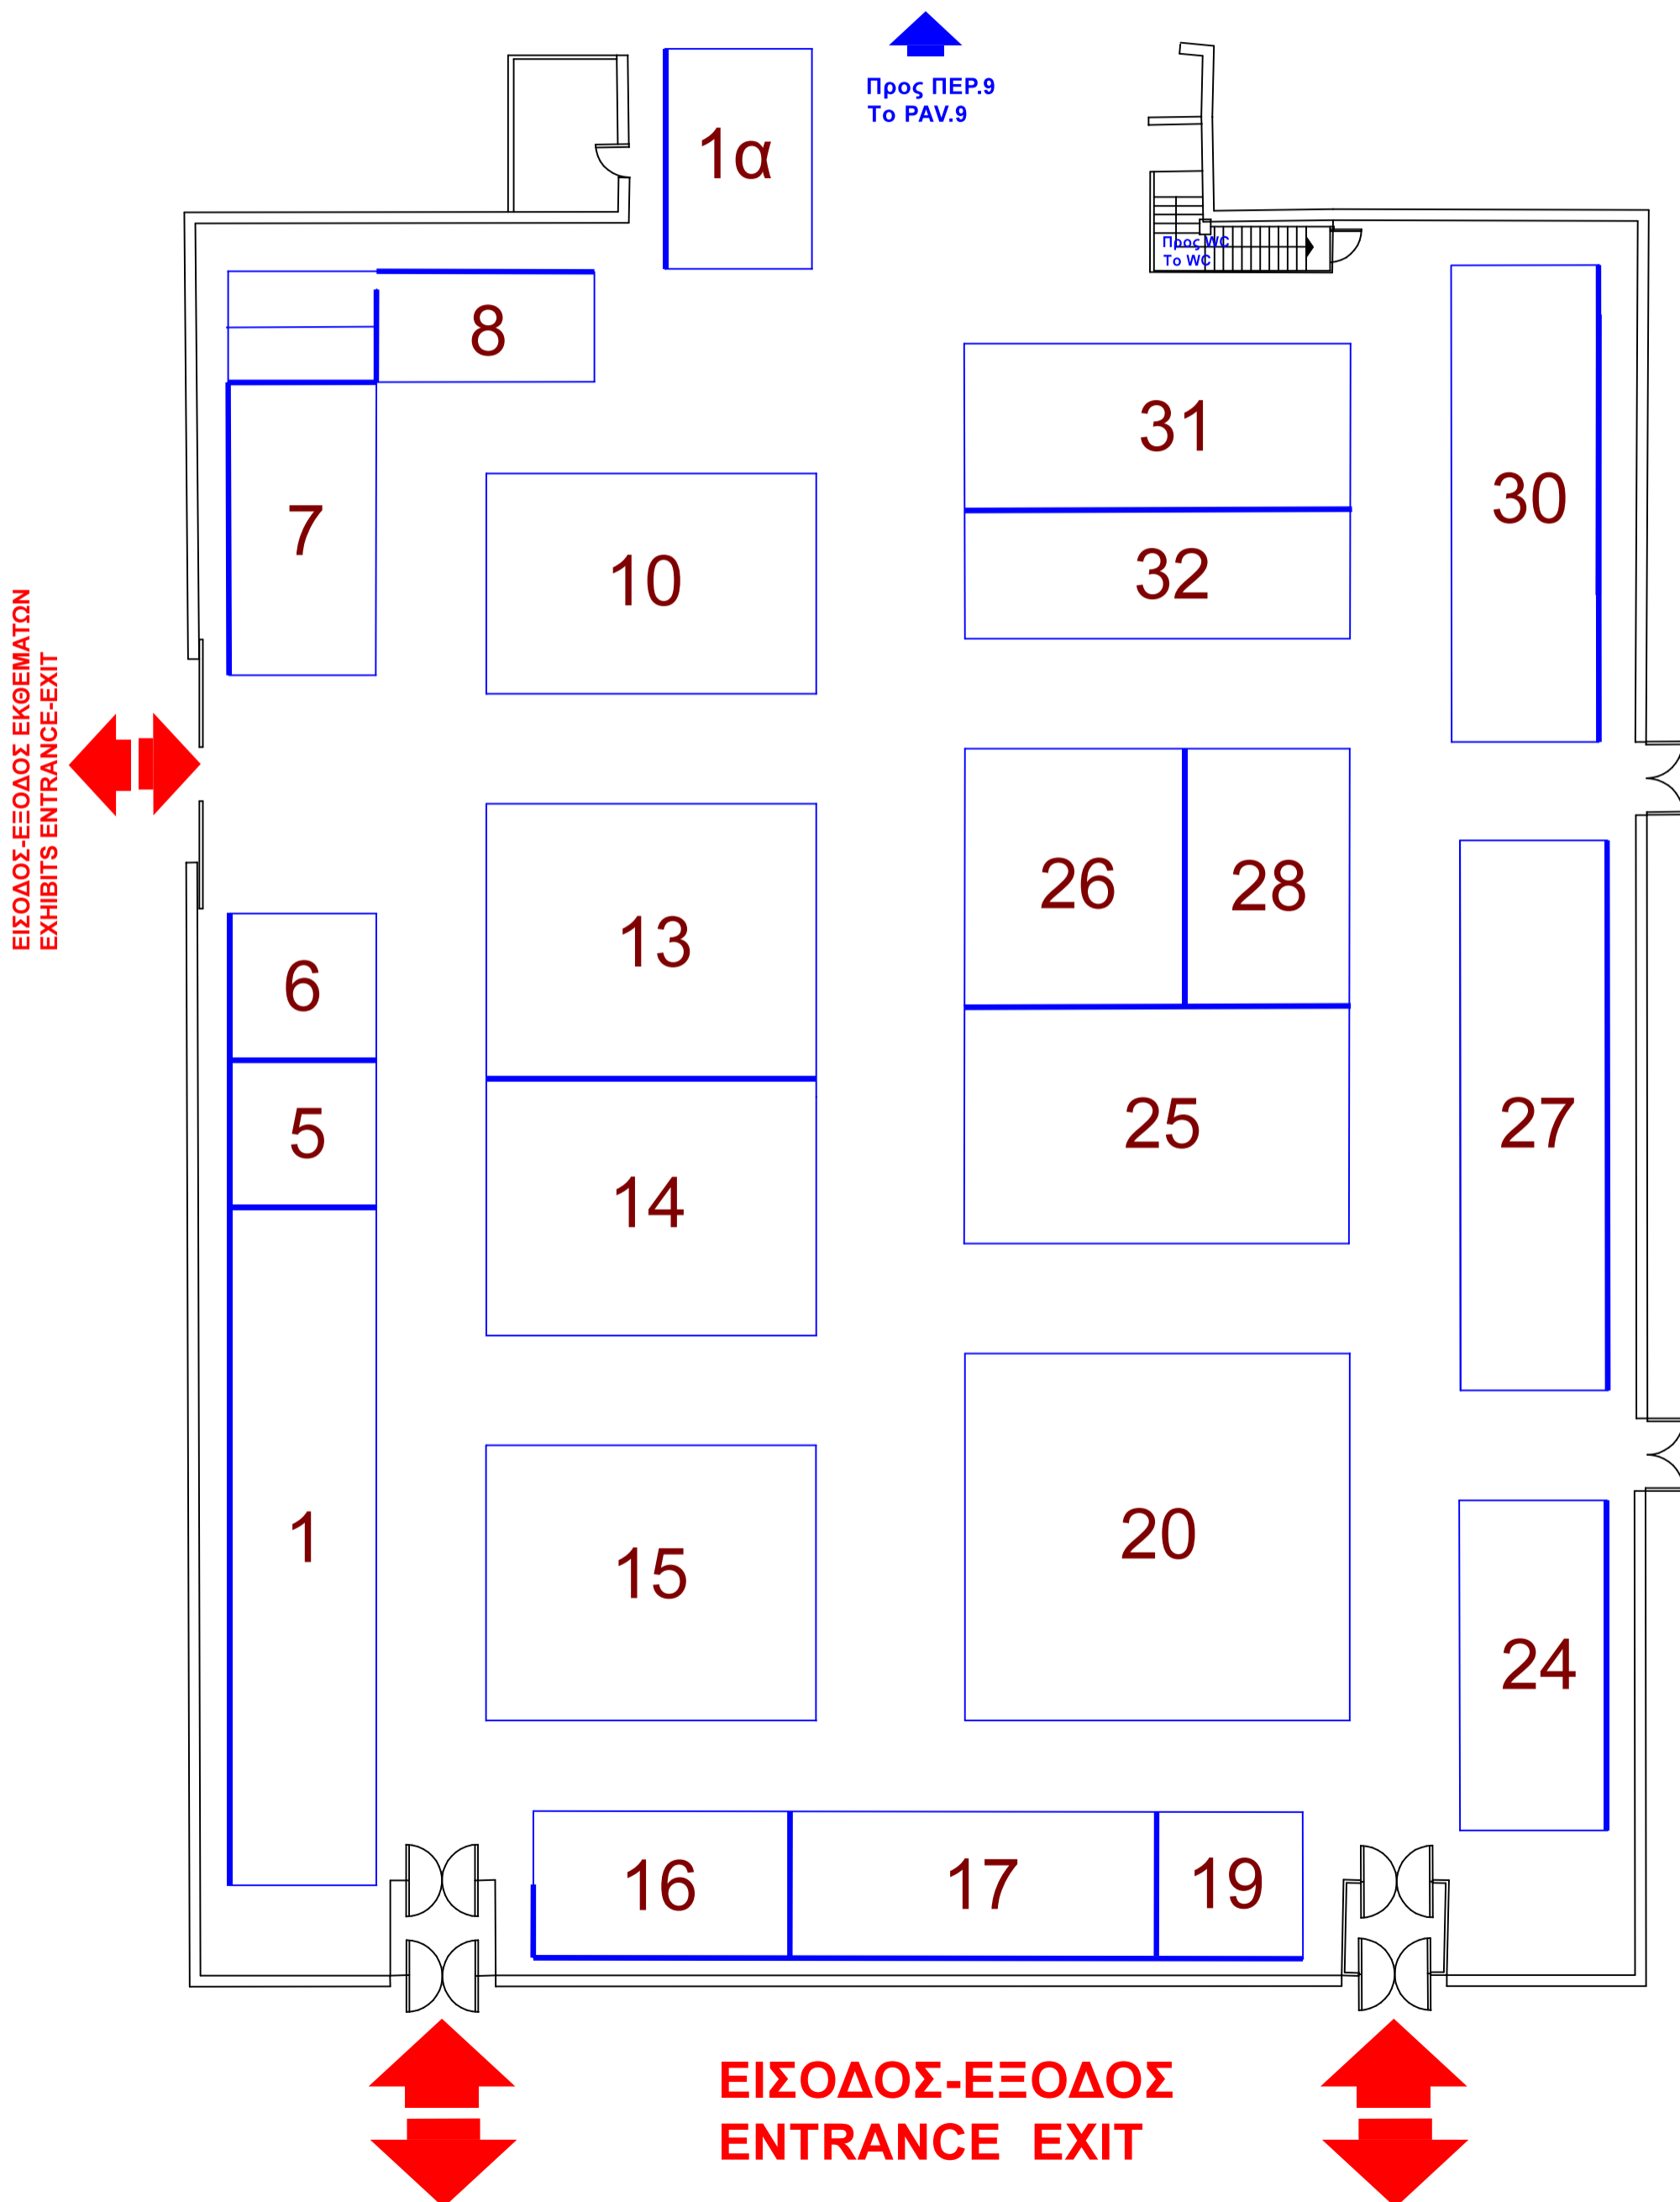 Προς ΠΕΡ.9
To PAV.9
1α
Προς WC
To WC
8
31
30
7
10
32
ΕΙΣΟΔΟΣ-ΕΞΟΔΟΣ ΕΚΘΕΜΑΤΩΝ
EXHIBITS ENTRANCE-EXIT
26
28
13
6
5
25
27
14
1
15
20
24
16
17
19
ΕΙΣΟΔΟΣ-ΕΞΟΔΟΣ
ENTRANCE EXIT